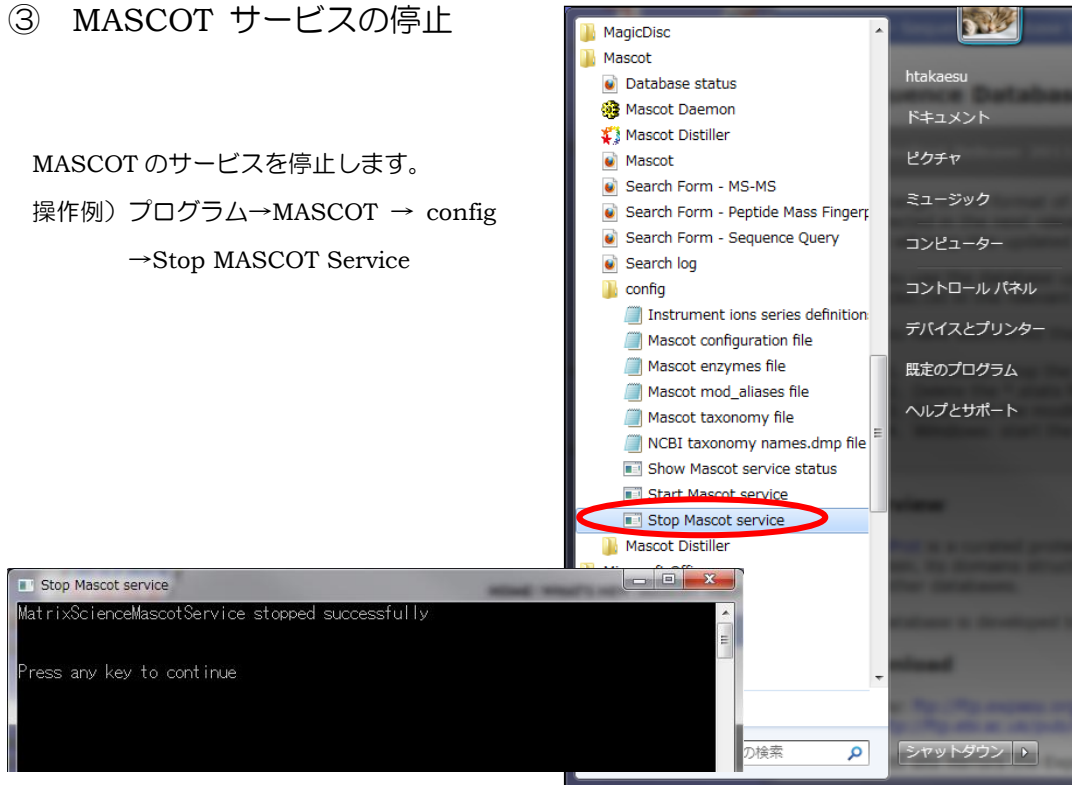 ③ MASCOT サービスの停止
MASCOT のサービスを停止します。
操作例）プログラム→MASCOT → config
→Stop MASCOT Service
MagicDisc
Mascot
Database status
Mascot Daemon
Mascot Distiller
Mascot
Search Form - MS-MS
Search Form - Peptide Mass Fingerp
Search Form - Sequence Query
Search log
config
Instrument ions series definition
Mascot configuration file
Mascot enzymes file
Mascot mod_aliases file
Mascot taxonomy file
NCBI taxonomy names.dmp file
Show Mascot service status
Start Mascot service
Stop Mascot service
Mascot Distiller
の検索
htakaesu
ドキュメント
ピクチャ
ミュージック
コンピューター
コントロール パネル
デバイスとプリンター
既定のプログラム
ヘルプとサポート
シャットダウン
Stop Mascot service
MatrixScienceMascotService stopped successfully
Press any key to continue